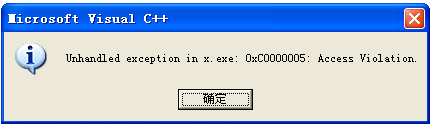 Microsoft Visual C++
Unhandled exception in x.exe: 0xC0000005: Access Violation.
确定